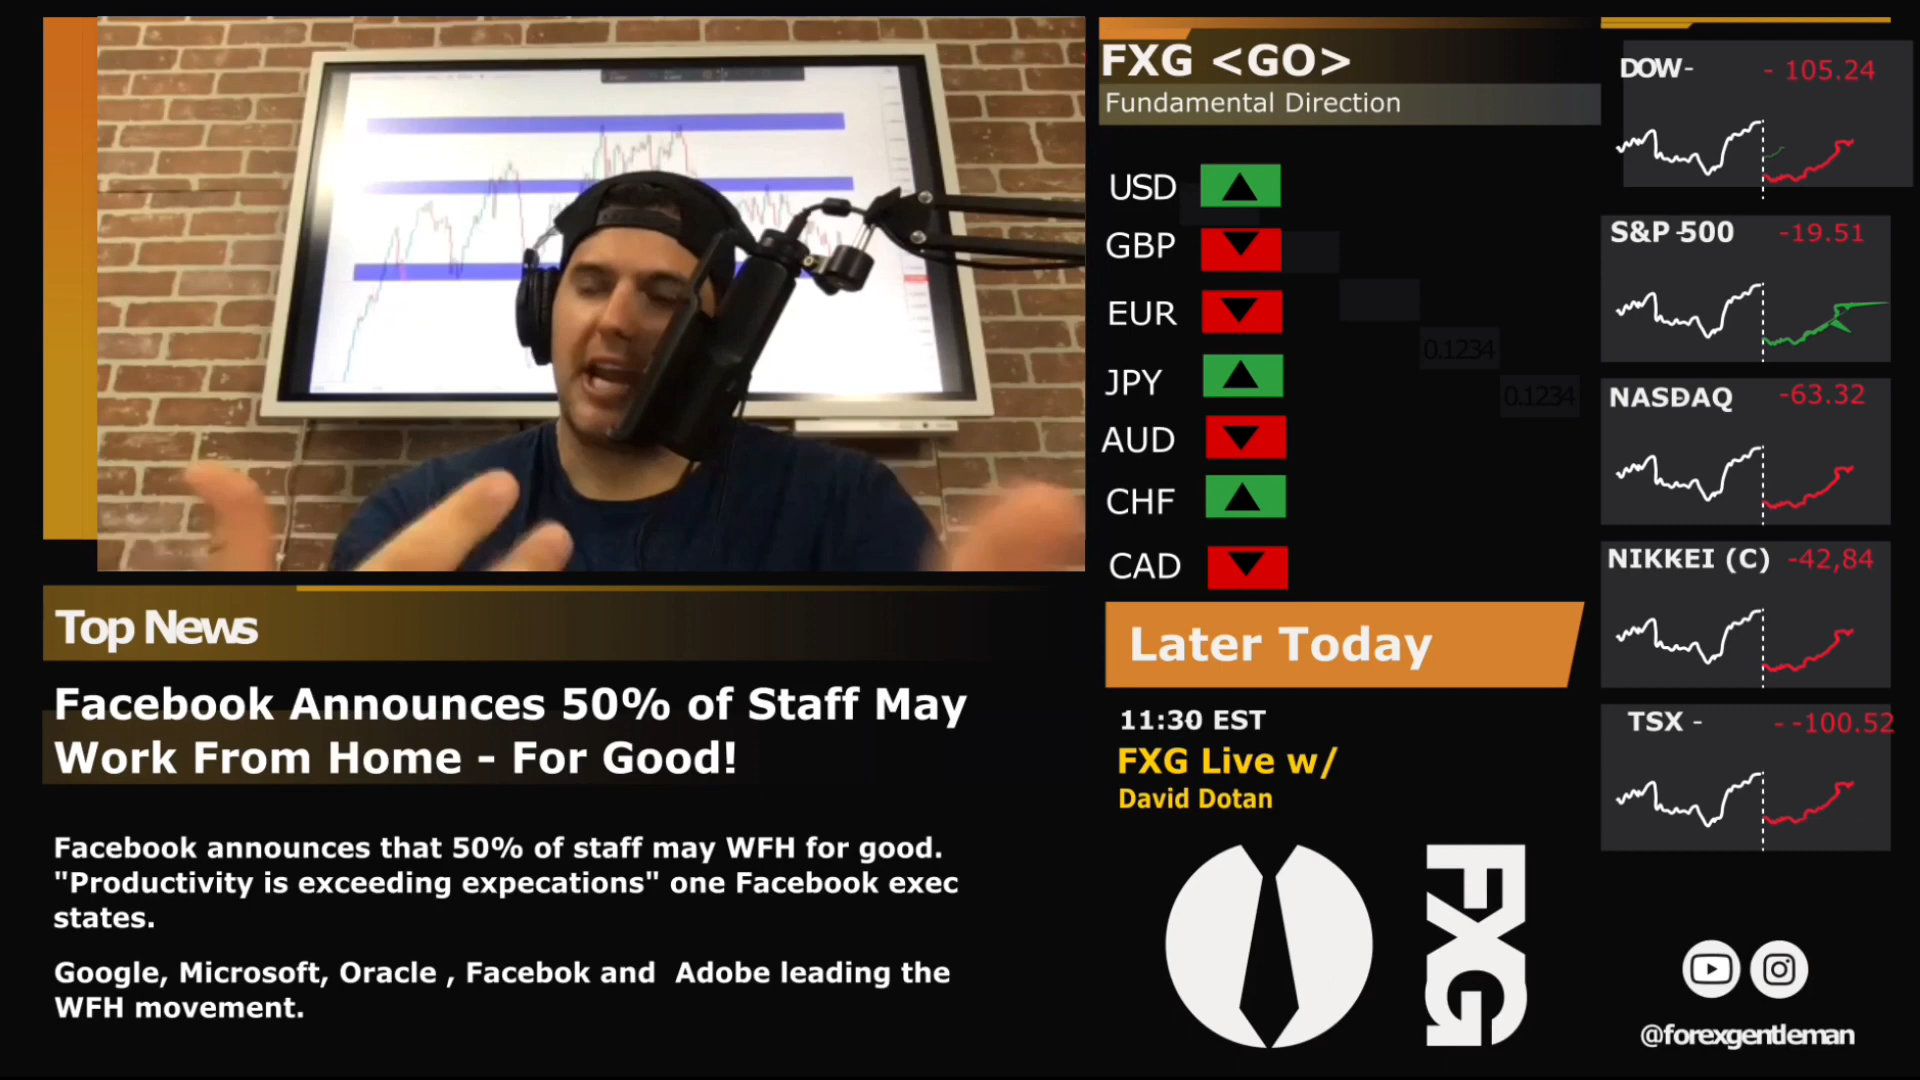 FXG <GO>
Fundamental Direction
USD
GBP
EUR
JPY
AUD
CHF
CAD
0.1234
0.1234
DOW -
- 105.24
S&P -500
-19.51
NASDAQ
-63.32
NIKKEI (C)
-42,84
TSX -
- -100.52
Top News
Facebook Announces 50% of Staff May
Work From Home - For Good!
Facebook announces that 50% of staff may WFH for good.
"Productivity is exceeding expecations" one Facebook exec
states.
Google, Microsoft, Oracle , Facebok and Adobe leading the
WFH movement.
Later Today
11:30 EST
FXG Live w/
David Dotan
FXG
@forexgentleman